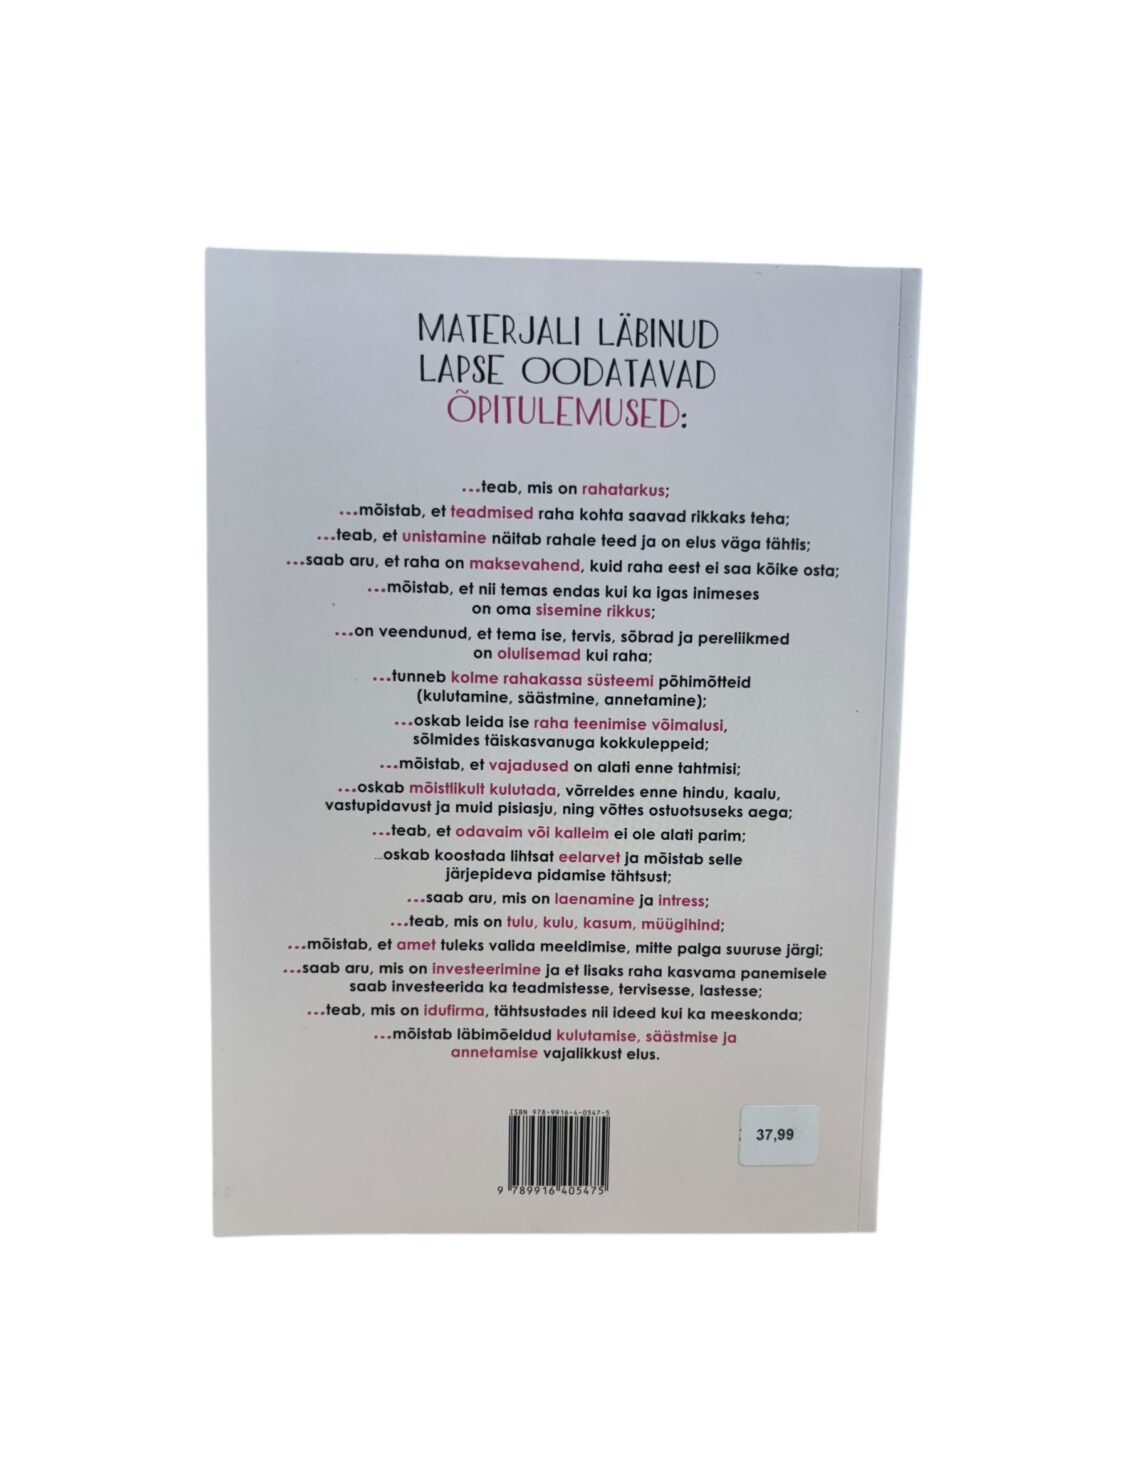 MATERJALI LÄBINUD
LAPSE OODATAVAD
ÕPITULEMUSED:
...teab, mis on rahatarkus;
...mõistab, et teadmised raha kohta saavad rikkaks teha;
...teab, et unistamine näitab rahale teed ja on elus väga tähtis;
...saab aru, et raha on maksevahend, kuid raha eest ei saa kõike osta;
...mõistab, et nii temas endas kui ka igas inimeses
on oma sisemine rikkus;
...on veendunud, et tema ise, tervis, sõbrad ja pereliikmed
on olulisemad kui raha;
...tunneb kolme rahakassa süsteemi põhimõtteid
(kulutamine, säästmine, annetamine);
...oskab leida ise raha teenimise võimalusi,
sõlmides täiskasvanuga kokkuleppeid;
...mõistab, et vajadused on alati enne tahtmisi;
...oskab mõistlikult kulutada, võrreldes enne hindu, kaalu,
vastupidavust ja muid pisiasju, ning võttes ostuotsuseks aega;
...teab, et odavaim või kalleim ei ole alati parim;
...oskab koostada lihtsat eelarvet ja mõistab selle
järjepideva pidamise tähtsust;
...saab aru, mis on laenamine ja intress;
...teab, mis on tulu, kulu, kasum, müügihind;
...mõistab, et amet tuleks valida meeldimise, mitte palga suuruse järgi;
...saab aru, mis on investeerimine ja et lisaks raha kasvama panemisele
saab investeerida ka teadmistesse, tervisesse, lastesse;
...teab, mis on idufirma, tähtsustades nii ideed kui ka meeskonda;
...mõistab läbimõeldud kulutamise, säästmise ja
annetamise vajalikkust elus.
ISBN 978-9916-4-0547-5
9 789916 405475
37,99